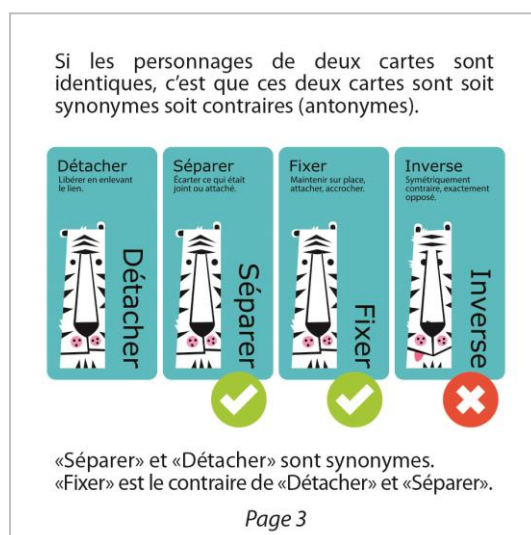 Si les personnages de deux cartes sont
identiques, c'est que ces deux cartes sont soit
synonymes soit contraires (antonymes).
Détacher
Libérer en enlevant
le lien.
Détacher
Séparer
Écarter ce qui était
joint ou attaché.
Séparer
Fixer
Maintenir sur place,
attacher, accrocher.
Fixer
Inverse
Symétriquement
contraire, exactement
opposé.
Inverse
«Séparer» et «Détacher» sont synonymes.
«Fixer» est le contraire de «Détacher» et «Séparer».
Page 3